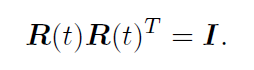 R(t)R(t)^T = I.